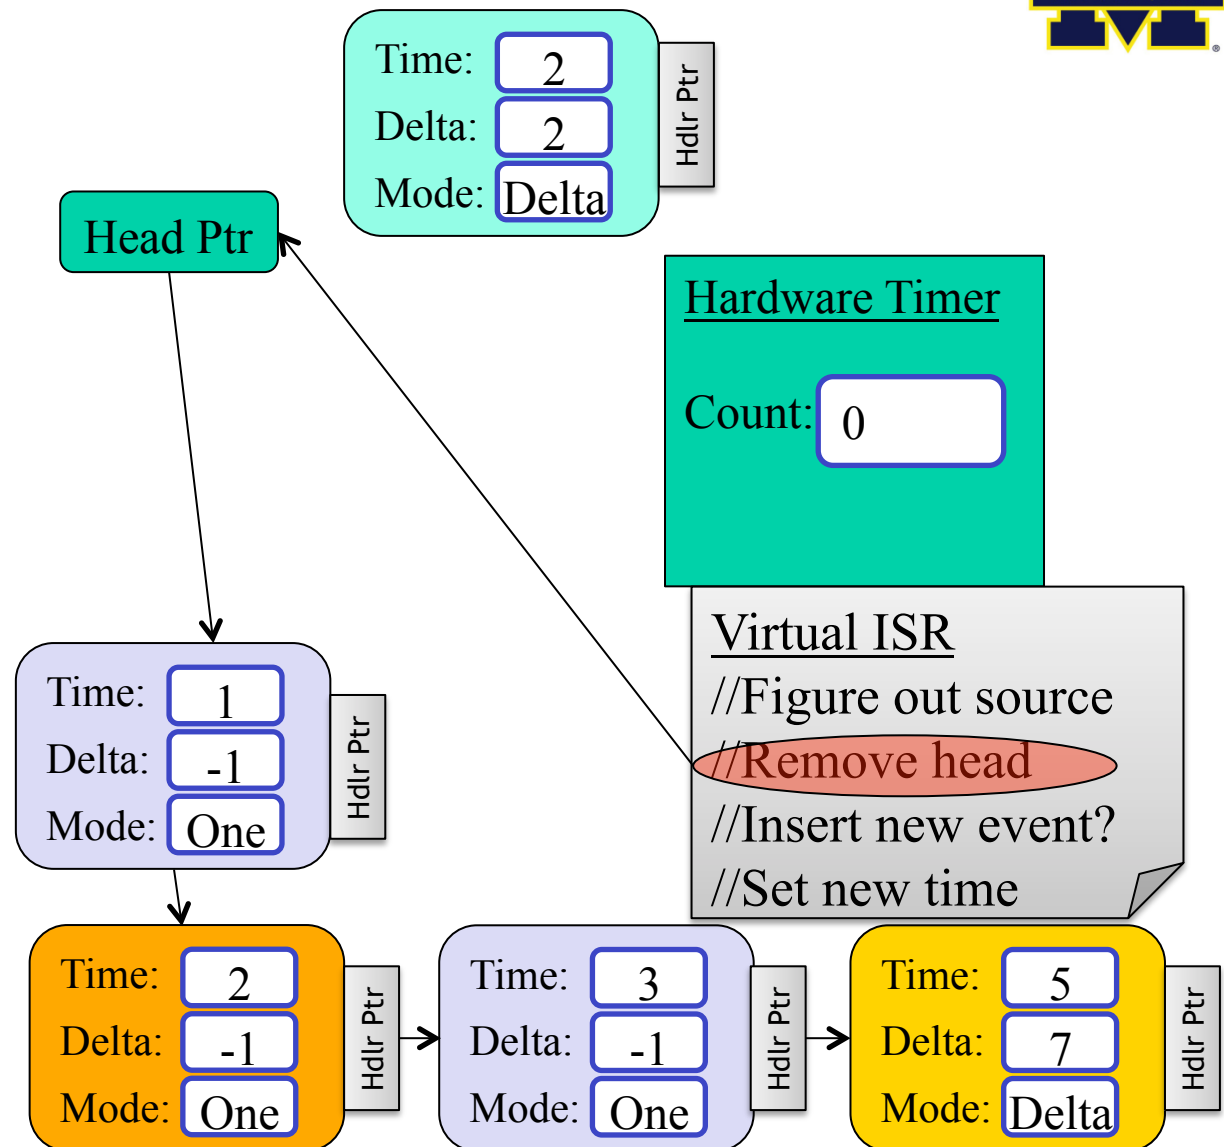 Time: 2
Delta: 2
Mode: Delta
Hdlr Ptr
M
®
Head Ptr
Hardware Timer
Count: 0
Virtual ISR
//Figure out source
//Remove head
//Insert new event?
//Set new time
Time: 1
Delta: -1
Mode: One
Hdlr Ptr
Time: 2
Delta: -1
Mode: One
Hdlr Ptr
Time: 3
Delta: -1
Mode: One
Hdlr Ptr
Time: 5
Delta: 7
Mode: Delta
Hdlr Ptr